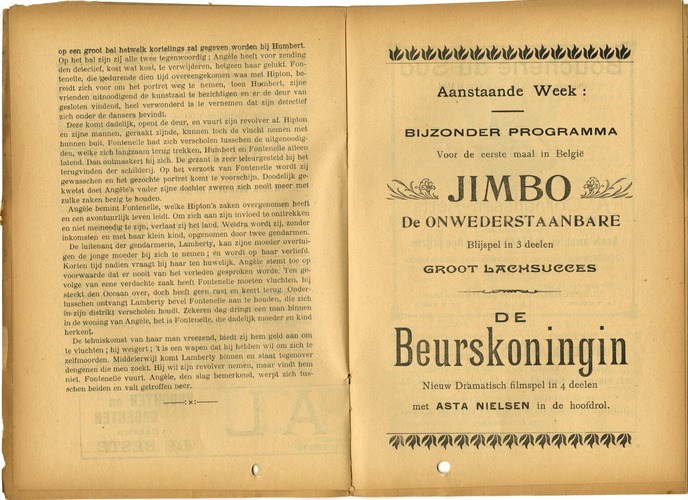 op een groot bal hetwelk kortelings zal gegeven worden bij Humbert.
Op het bal zijn zij alle twee tegenwoordig ; Angèle heeft voor zending
den detectief, kost wat kost, te verwijderen, hetgeen haar gelukt. Fon-
tenelle, die gedurende dien tijd overeengekomen was met Hipton, be-
reidt zich voor om het portret weg te nemen, toen Humbert, zijne
vrienden uitnoodigend de kunstzaal te bezichtigen en er de deur van
gesloten vindend, heel verwonderd is te vernemen dat zijn detectief
zich onder de dansers bevindt.
Deze komt dadelijk, opent de deur, en vuurt zijn revolver af. Hipton
en zijne mannen, geraakt zijnde, kunnen toch de vlucht nemen met
hunnen buit. Fontenelle had zich verscholen tusschen de uitgenoodig-
den, welke zich langzaam terug trekken, Humbert en Fontenelle alleen
latend. Dan ontmaskert hij zich. De gezant is zeer teleurgesteld bij het
terugvinden der schilderij. Op het verzoek van Fontenelle wordt zij
gewasschen en het gezochte portret komt te voorschijn. Doodelijk ge-
kwetst doet Angèle's vader zijne dochter zweren zich nooit meer met
zulke zaken bezig te houden.
Angèle bemint Fontenelle, welke Hipton's zaken overgenomen heeft
en een avontuurlijk leven leidt. Om zich aan zijn invloed te onttrekken
en niet meineedig te zijn, verlaat zij het land. Weldra wordt zij, zonder
inkomsten en met haar klein kind, opgenomen door twee gendarmen.
De luitenant der gendarmerie, Lamberty, kan zijne moeder overtui-
gen de jonge moeder bij zich te nemen ; en wordt op haar verliefd.
Korten tijd nadien vraagt hij haar ten huwelijk. Angèle stemt toe op
voorwaarde dat er nooit van het verleden gesproken worde. Ten ge-
volge van eene verdachte zaak heeft Fontenelle moeten vluchten, hij
steekt den Oceaan over, doch heeft geen rust en keert terug. Onder-
tusschen ontvangt Lamberty bevel Fontenelle aan te houden, die zich
in zijn distrikt verscholen houdt. Zekeren dag dringt een man binnen
in de woning van Angèle, het is Fontenelle, die dadelijk moeder en kind
herkent.
De tehuiskomst van haar man vreezend, biedt zij hem geld aan om
te vluchten ; hij weigert ; 't is een wapen dat hij hebben wil om zich te
zelfmoorden. Middelerwijl komt Lamberty binnen en staat tegenover
dengenen die men zoekt. Hij wil zijn revolver nemen, maar vindt hem
niet. Fontenelle vuurt. Angèle, den slag bemerkend, werpt zich tus-
schen beiden en valt getroffen neer.
Aanstaande Week :
BIJZONDER PROGRAMMA
Voor de eerste maal in België
JIMBO
De ONWEDERSTAANBARE
Blijspel in 3 deelen
GROOT LACHSUCCES
DE
Beurskoningin
Nieuw Dramatisch filmspel in 4 deelen
met ASTA NIELSEN in de hoofdrol.